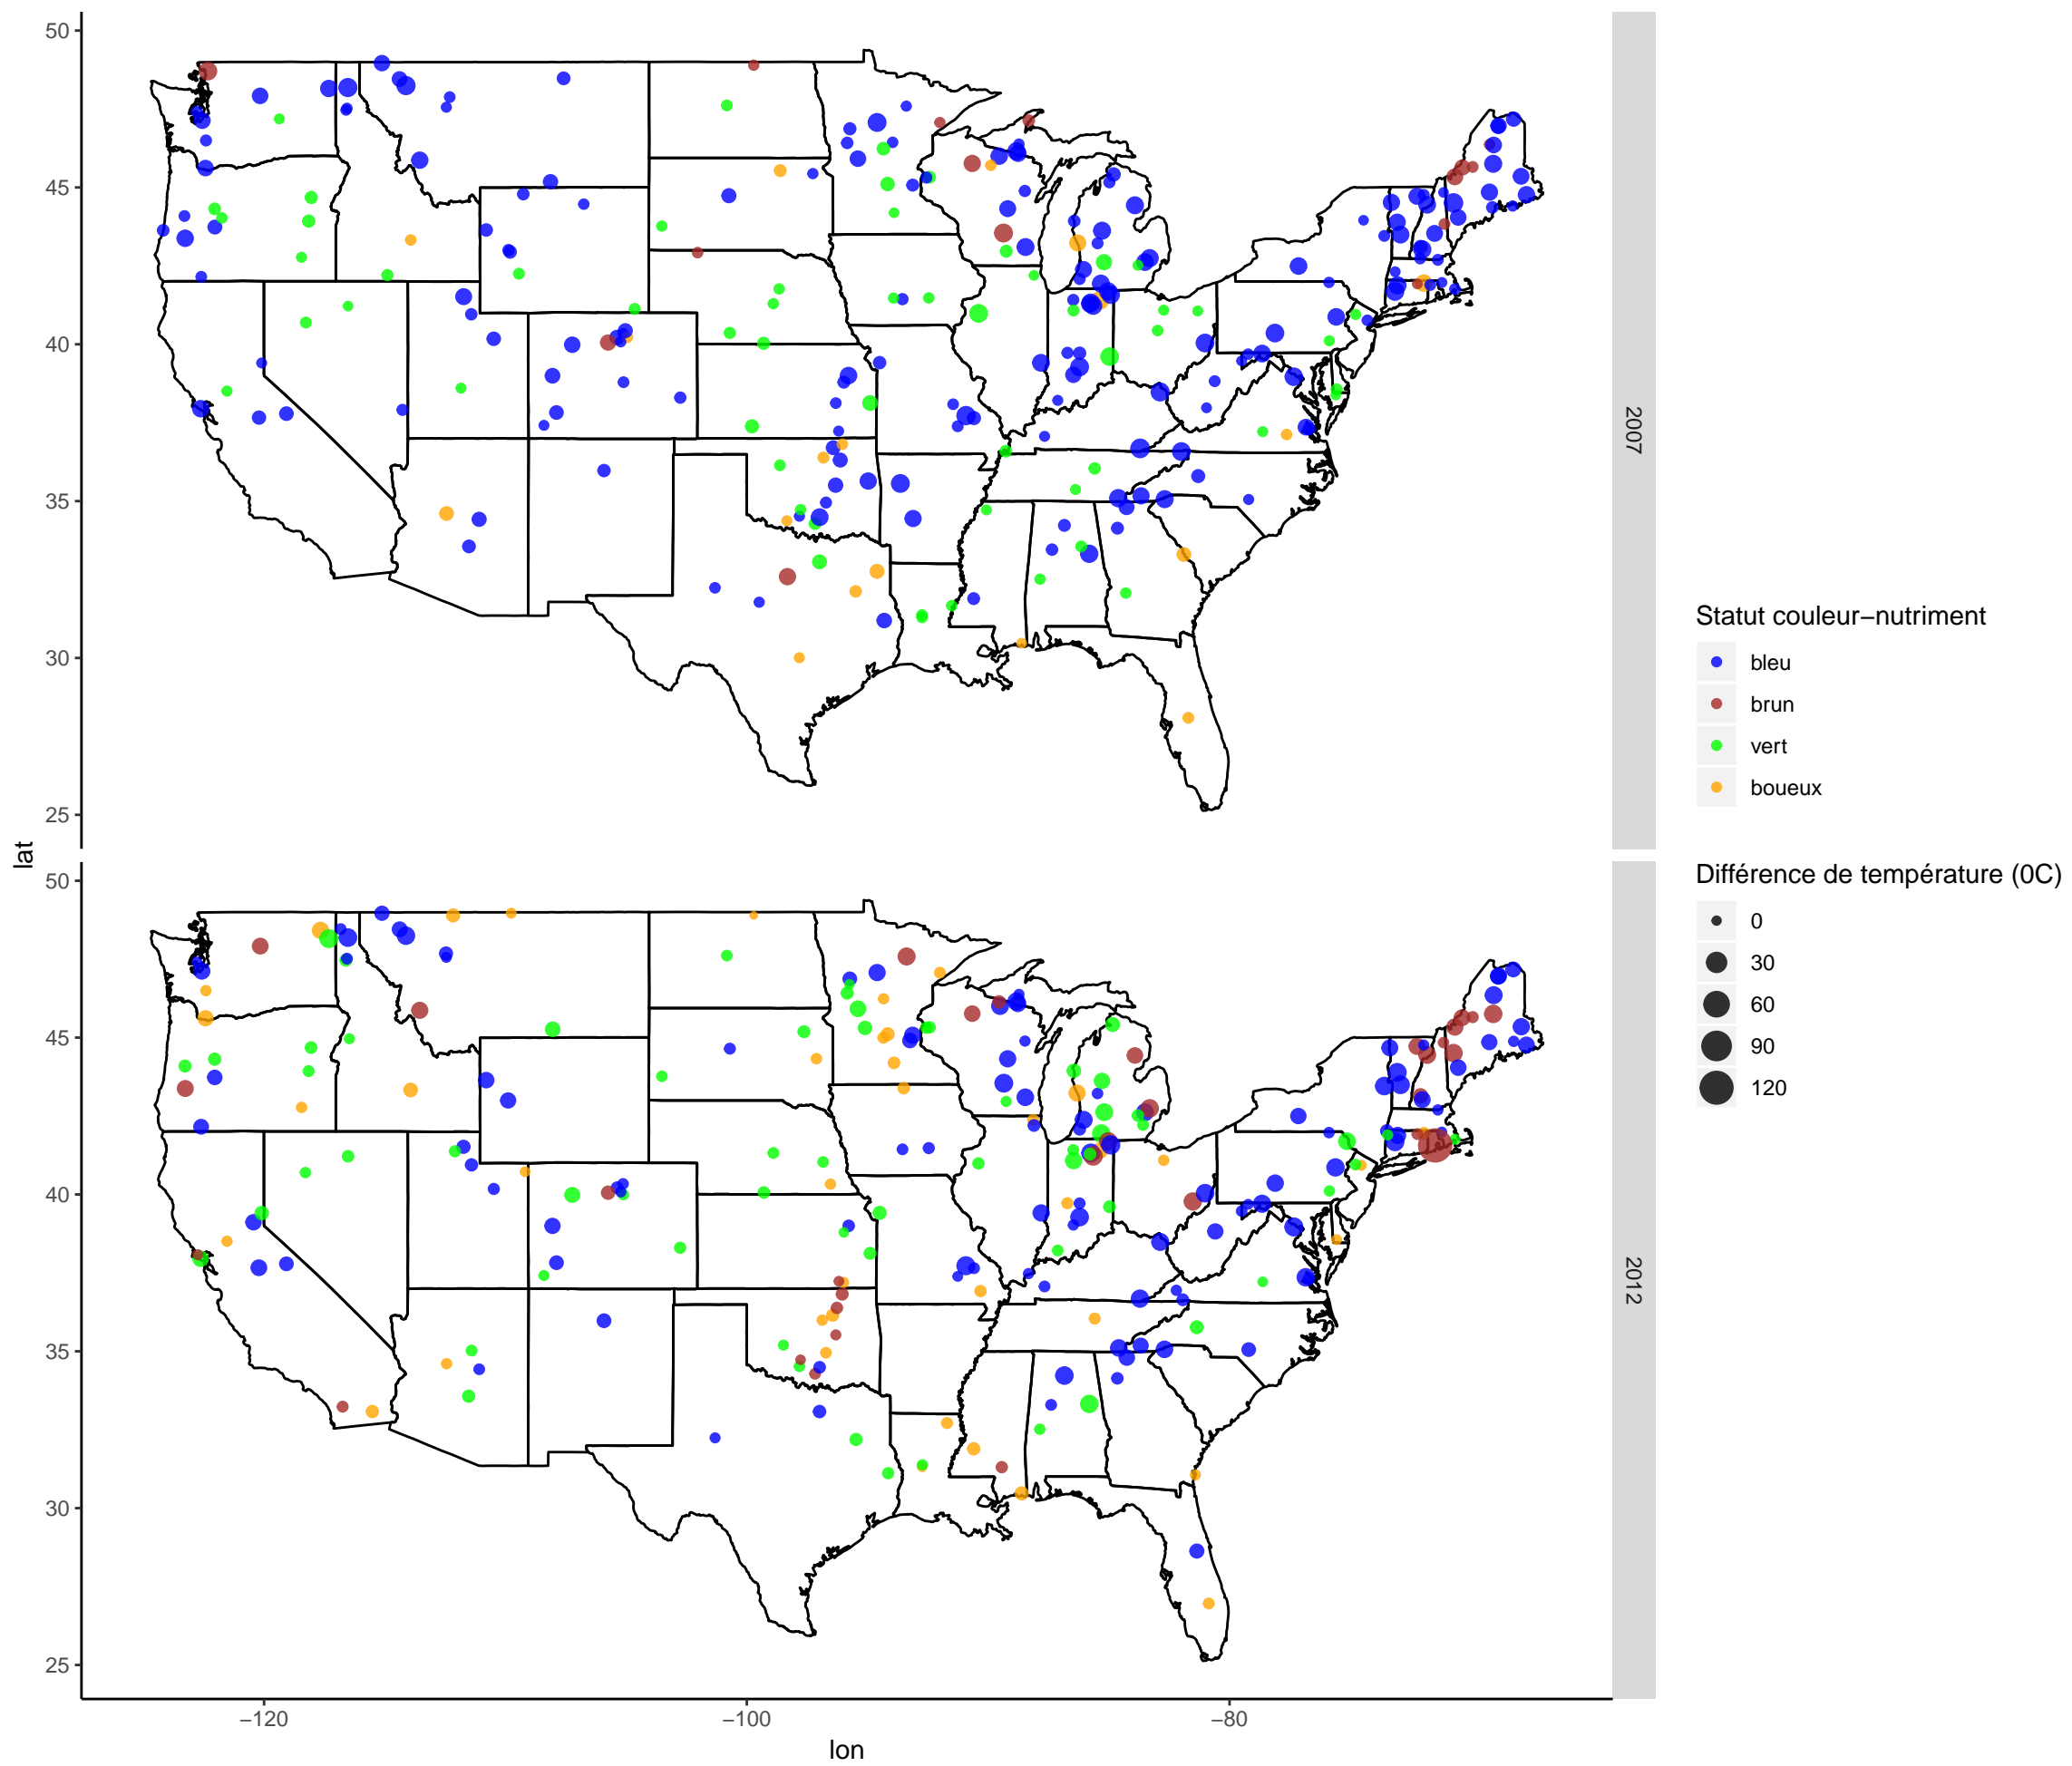 50
45
40
35
30
25
2007
50
45
40
35
30
25
2012
lat
−120
−100
−80
lon
Statut couleur−nutriment
bleu
brun
vert
boueux
Différence de température (0C)
0
30
60
90
120